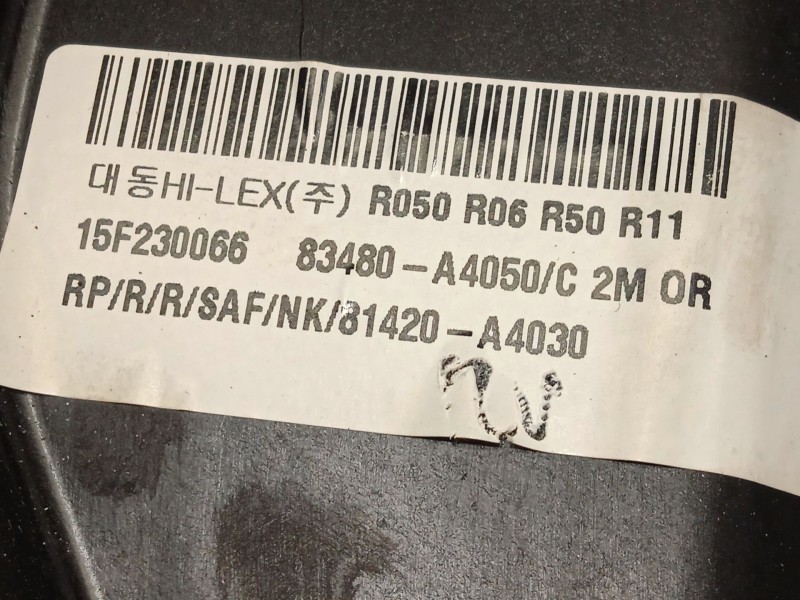 대동HI-LEX(주) R050 R06 R50 R11
15F230066 83480-A4050/C 2M OR
RP/R/R/SAF/NK/81420-A4030